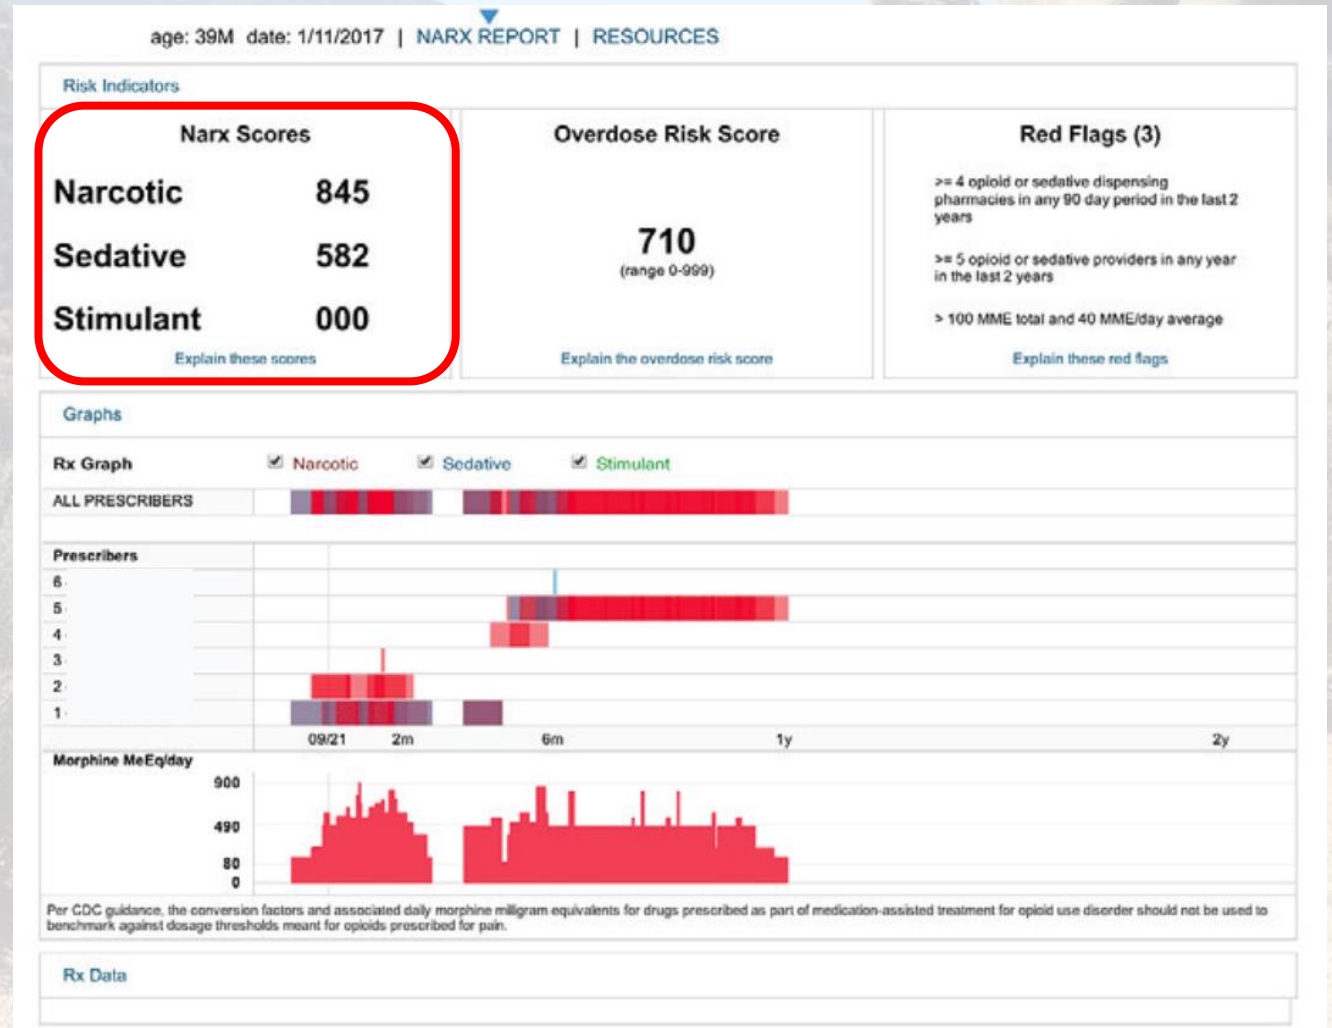 age: 39M date: 1/11/2017 | NARX REPORT | RESOURCES
Risk Indicators
Narx Scores
Narcotic 845
Sedative 582
Stimulant 000
Explain these scores
Overdose Risk Score
710
(range 0-999)
Explain the overdose risk score
Red Flags (3)
>= 4 opioid or sedative dispensing
pharmacies in any 90 day period in the last 2
years
>= 5 opioid or sedative providers in any year
in the last 2 years
> 100 MME total and 40 MME/day average
Explain these red flags
Graphs
Rx Graph Narcotic Sedative Stimulant
ALL PRESCRIBERS
Prescribers
6
5
4
3
2
1
09/21 2m 6m 1y 2y
Morphine MeEq/day
900
490
80
0
Per CDC guidance, the conversion factors and associated daily morphine milligram equivalents for drugs prescribed as part of medication-assisted treatment for opioid use disorder should not be used to
benchmark against dosage thresholds meant for opioids prescribed for pain.
Rx Data